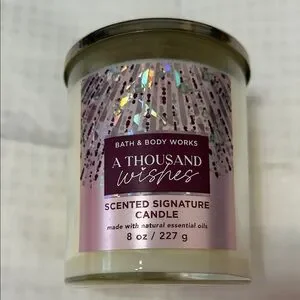 BATH & BODY WORKS
A THOUSAND
wishes
SCENTED SIGNATURE
CANDLE
made with natural essential oils
8 oz / 227 g